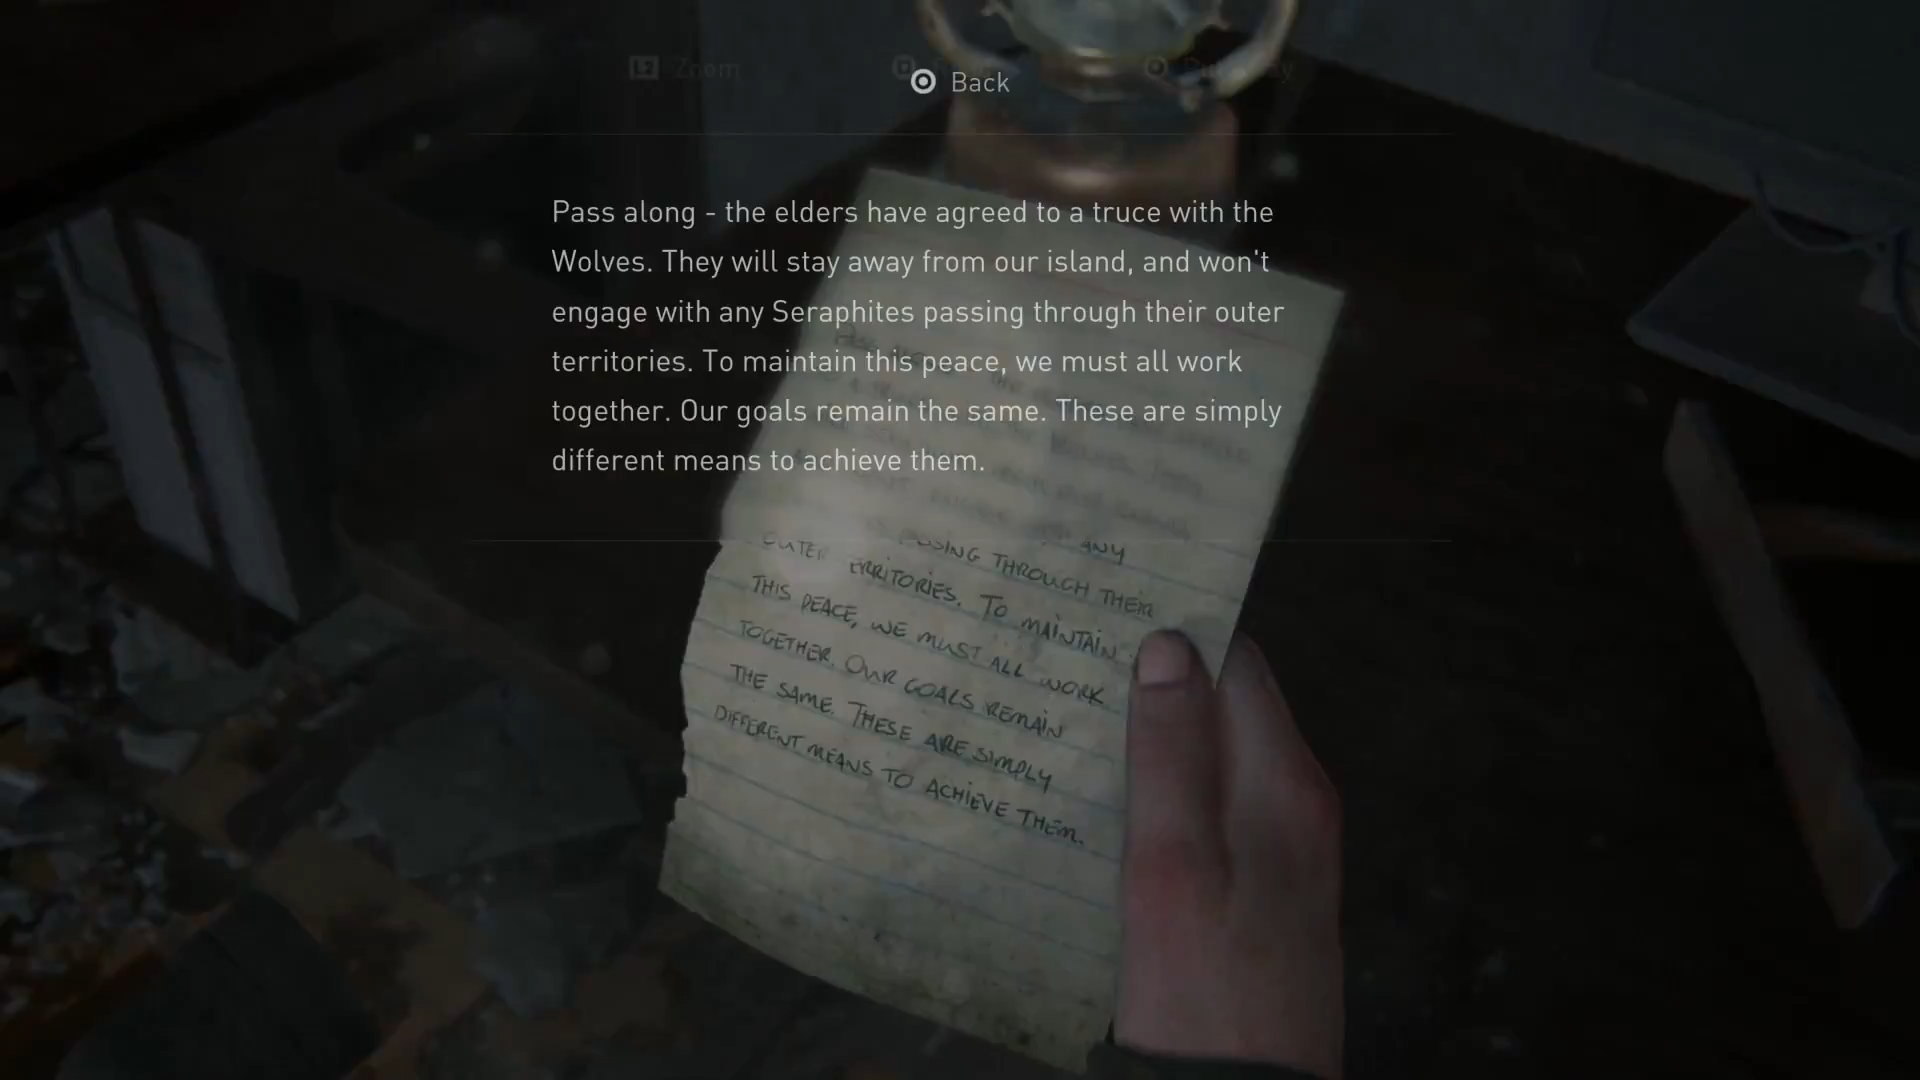 L2 Zoom
Back
Pass along - the elders have agreed to a truce with the
Wolves. They will stay away from our island, and won't
engage with any Seraphites passing through their outer
territories. To maintain this peace, we must all work
together. Our goals remain the same. These are simply
different means to achieve them.
ANY
PASSING THROUGH THEIR
OUTER TERRITORIES. TO MAINTAIN
THIS PEACE, WE MUST ALL WORK
TOGETHER. OUR GOALS REMAIN
THE SAME. THESE ARE SIMPLY
DIFFERENT MEANS TO ACHIEVE THEM.